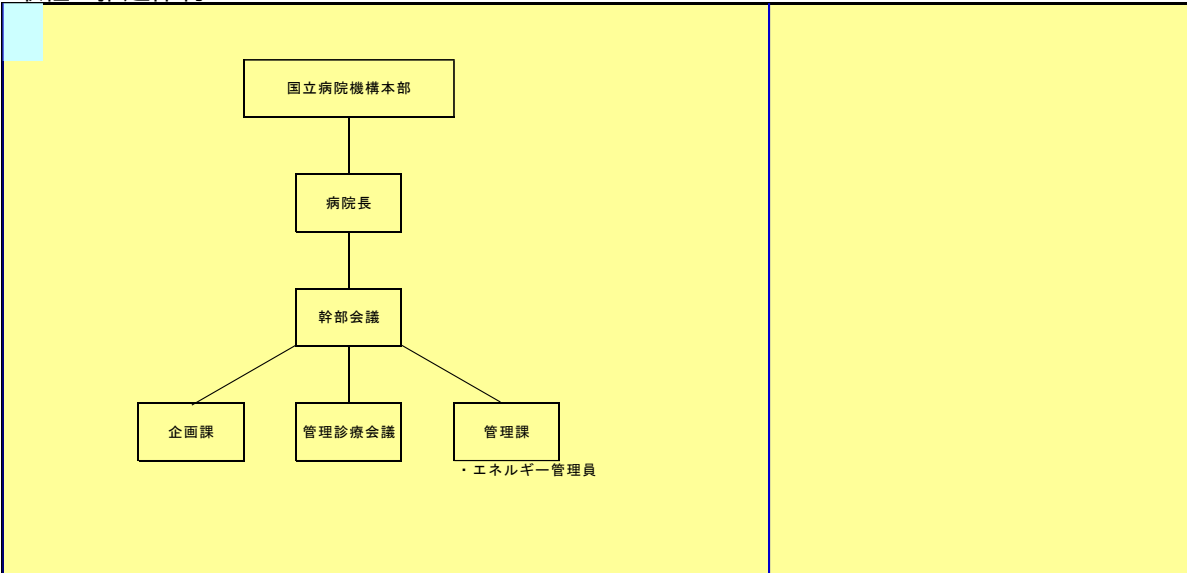 国立病院機構本部
病院長
幹部会議
企画課
管理診療会議
管理課
・エネルギー管理員